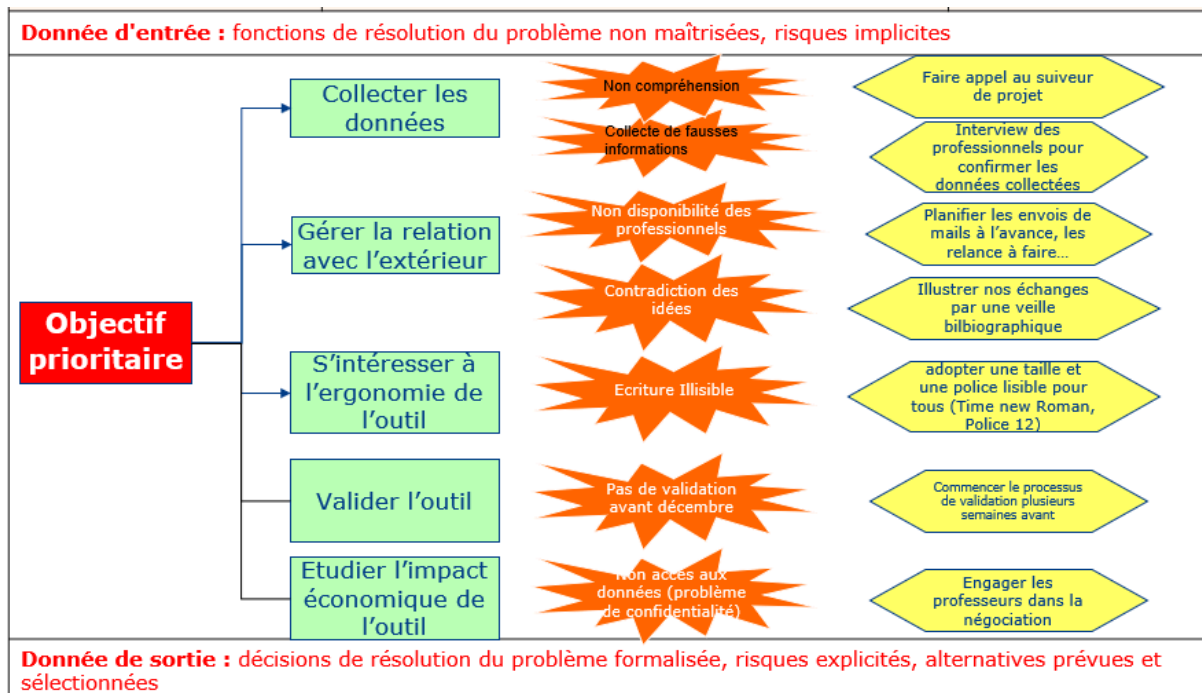 Donnée d'entrée : fonctions de résolution du problème non maîtrisées, risques implicites
Collecter les
données
Non compréhension
Faire appel au suiveur
de projet
Collecte de fausses
informations
Interview des
professionnels pour
confirmer les
données collectées
Gérer la relation
avec l'extérieur
Non disponibilité des
professionnels
Planifier les envois de
mails à l'avance, les
relance à faire...
Contradiction des
idées
Illustrer nos échanges
par une veille
bilbiographique
Objectif
prioritaire
S'intéresser à
l'ergonomie de
l'outil
Ecriture Illisible
adopter une taille et
une police lisible pour
tous (Time new Roman,
Police 12)
Valider l'outil
Pas de validation
avant décembre
Commencer le processus
de validation plusieurs
semaines avant
Etudier l'impact
économique de
l'outil
Non accès aux
données (problème
de confidentialité)
Engager les
professeurs dans la
négociation
Donnée de sortie : décisions de résolution du problème formalisée, risques explicités, alternatives prévues et
sélectionnées